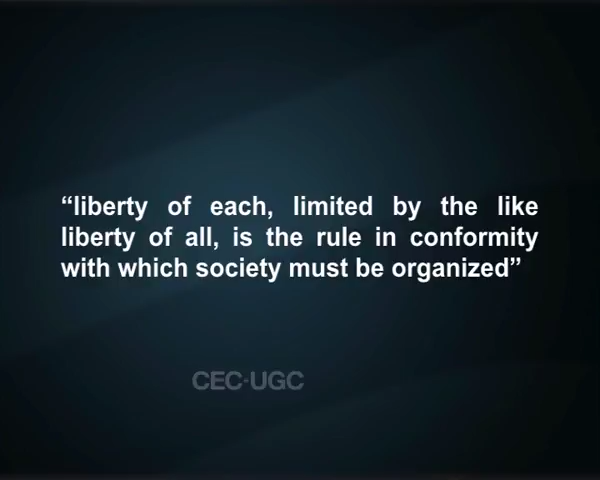 “liberty of each, limited by the like
liberty of all, is the rule in conformity
with which society must be organized”
CEC-UGC